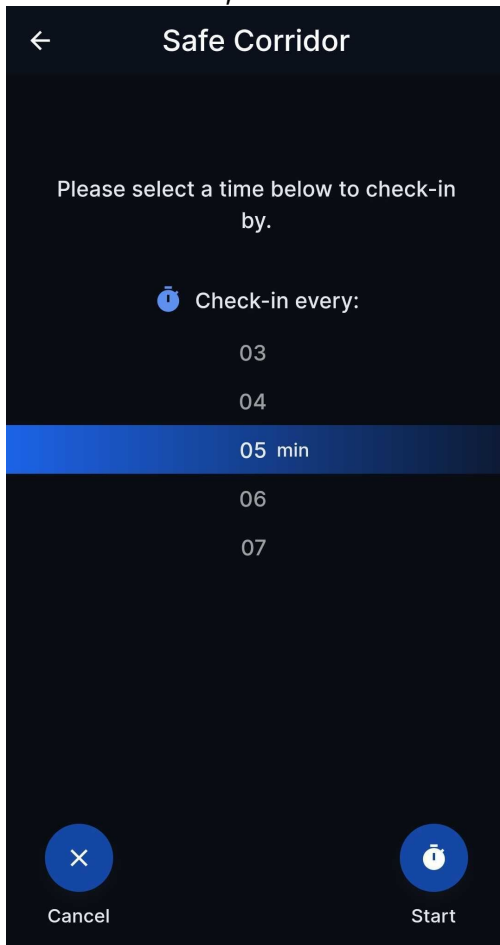 Safe Corridor
Please select a time below to check-in
by.
Check-in every:
03
04
05 min
06
07
Cancel
Start